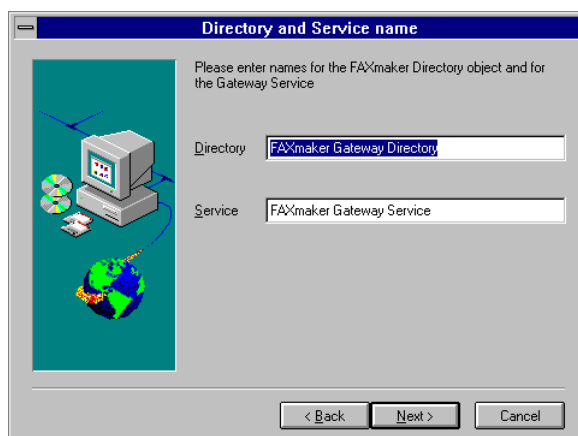 Directory and Service name
Please enter names for the FAXmaker Directory object and for
the Gateway Service
Directory
FAXmaker Gateway Directory
Service
FAXmaker Gateway Service
< Back
Next >
Cancel